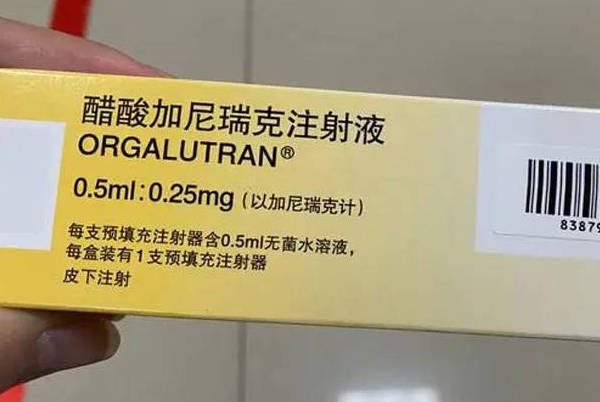 醋酸加尼瑞克注射液
ORGALUTRAN®
0.5ml:0.25mg (以加尼瑞克计)
每支预填充注射器含0.5ml无菌水溶液，
每盒装有1支预填充注射器
皮下注射
83879